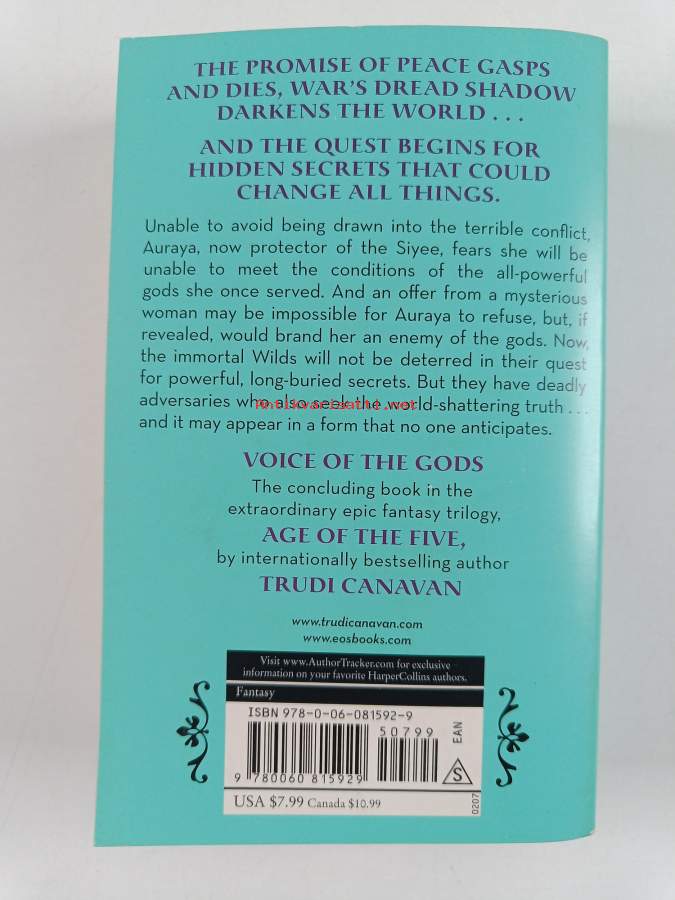 THE PROMISE OF PEACE GASPS
AND DIES, WAR'S DREAD SHADOW
DARKENS THE WORLD . . .
AND THE QUEST BEGINS FOR
HIDDEN SECRETS THAT COULD
CHANGE ALL THINGS.
Unable to avoid being drawn into the terrible conflict,
Auraya, now protector of the Siyee, fears she will be
unable to meet the conditions of the all-powerful
gods she once served. And an offer from a mysterious
woman may be impossible for Auraya to refuse, but, if
revealed, would brand her an enemy of the gods. Now,
the immortal Wilds will not be deterred in their quest
for powerful, long-buried secrets. But they have deadly
adversaries who also seek the world-shattering truth . . .
Antikvarisatti.net
and it may appear in a form that no one anticipates.
VOICE OF THE GODS
The concluding book in the
extraordinary epic fantasy trilogy,
AGE OF THE FIVE,
by internationally bestselling author
TRUDI CANAVAN
www.trudicanavan.com
www.eosbooks.com
Visit www.AuthorTracker.com for exclusive
information on your favorite HarperCollins authors.
Fantasy
ISBN 978-0-06-081592-9
50799
EAN
9 780060 815929
S
USA $7.99 Canada $10.99
0207